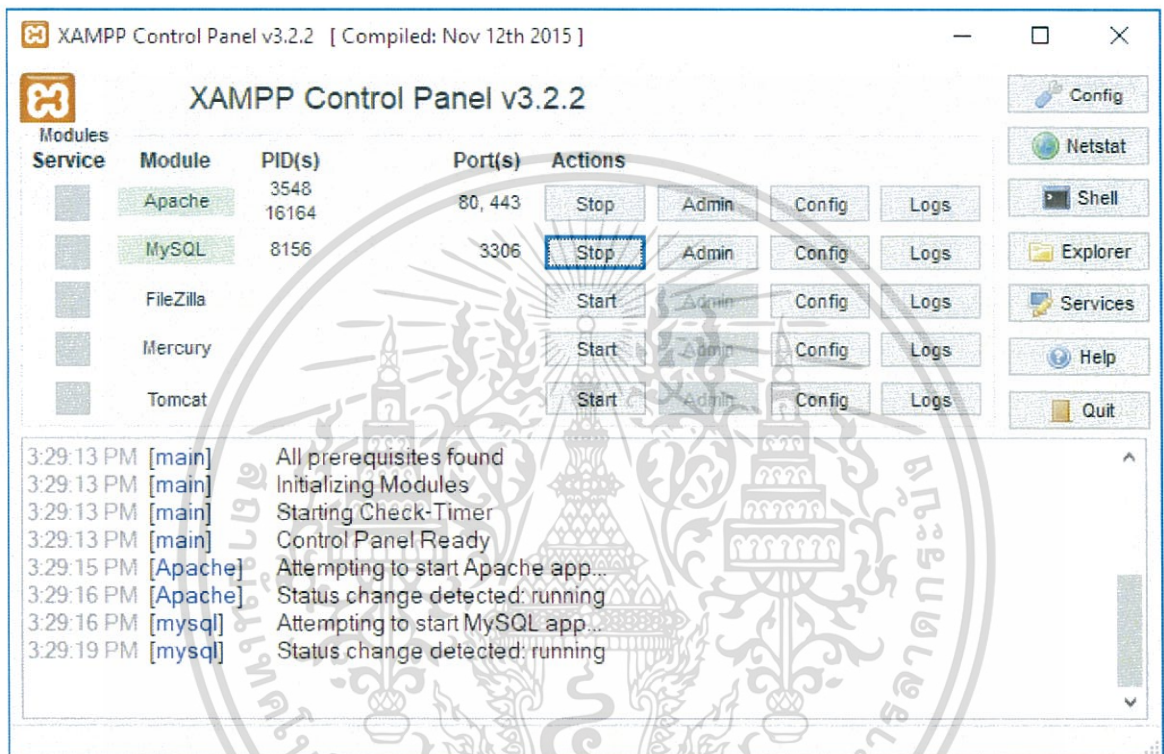 XAMPP Control Panel v3.2.2 [ Compiled: Nov 12th 2015 ]
XAMPP Control Panel v3.2.2
Modules
Service Module PID(s) Port(s) Actions
Apache 3548 16164 80, 443 Stop Admin Config Logs
MySQL 8156 3306 Stop Admin Config Logs
FileZilla Start Admin Config Logs
Mercury Start Admin Config Logs
Tomcat Start Admin Config Logs
Config
Netstat
Shell
Explorer
Services
Help
Quit
3:29:13 PM [main] All prerequisites found
3:29:13 PM [main] Initializing Modules
3:29:13 PM [main] Starting Check-Timer
3:29:13 PM [main] Control Panel Ready
3:29:15 PM [Apache] Attempting to start Apache app...
3:29:16 PM [Apache] Status change detected: running
3:29:16 PM [mysql] Attempting to start MySQL app...
3:29:19 PM [mysql] Status change detected: running